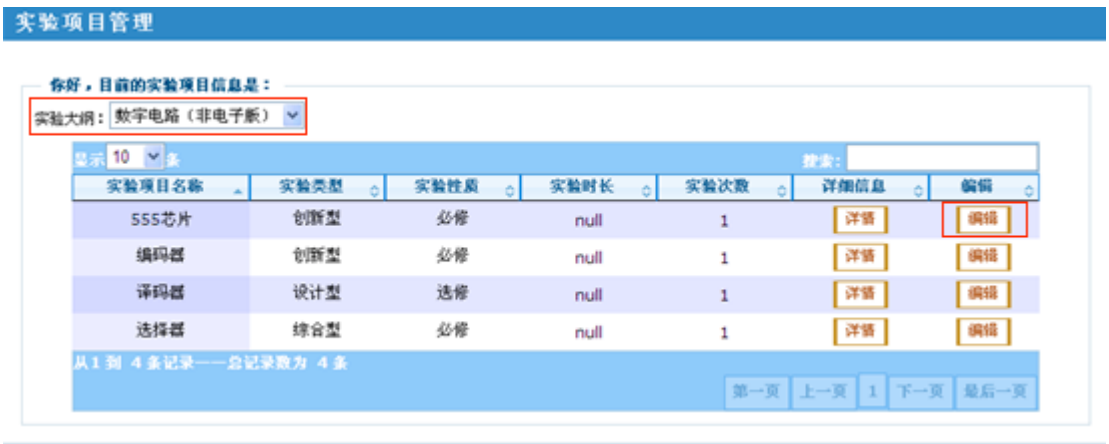 实验项目管理
你好，目前的实验项目信息是：
实验大纲：数字电路（非电子版）
显示 10 条 搜索：
实验项目名称 实验类型 实验性质 实验时长 实验次数 详细信息 编辑
555芯片 创新型 必修 null 1 详情 编辑
编码器 创新型 必修 null 1 详情 编辑
译码器 设计型 选修 null 1 详情 编辑
选择器 综合型 必修 null 1 详情 编辑
从1 到 4 条记录——总记录数为 4 条
第一页 上一页 1 下一页 最后一页